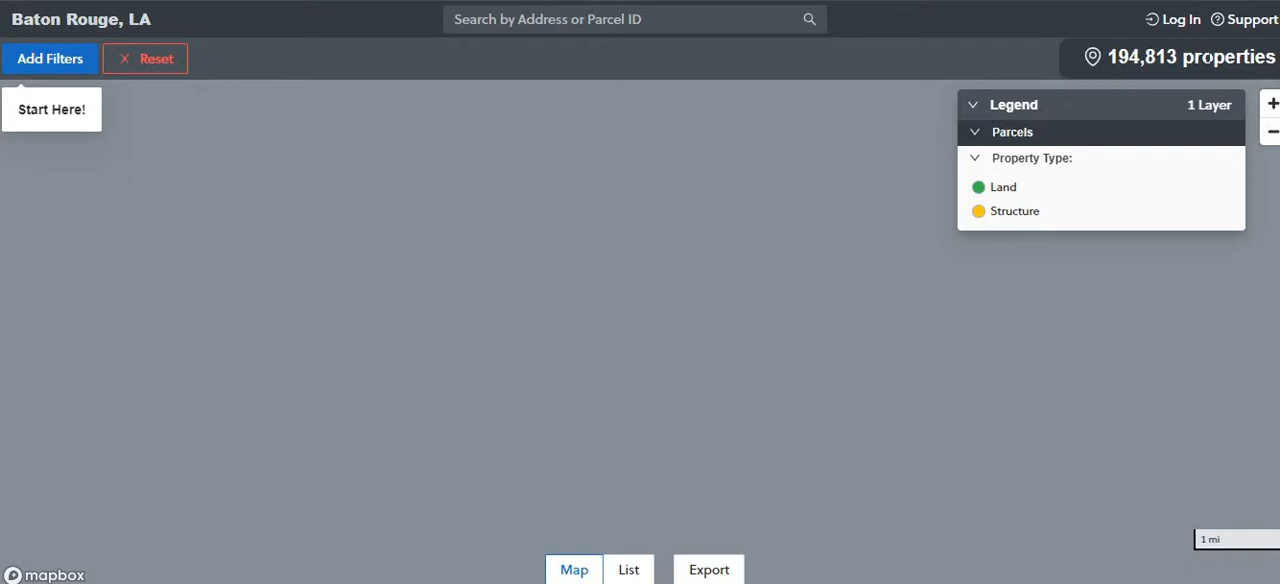 Baton Rouge, LA
Search by Address or Parcel ID
Log In
Support
Add Filters
Reset
194,813 properties
Start Here!
Legend
1 Layer
Parcels
Property Type:
Land
Structure
1 mi
mapbox
Map
List
Export